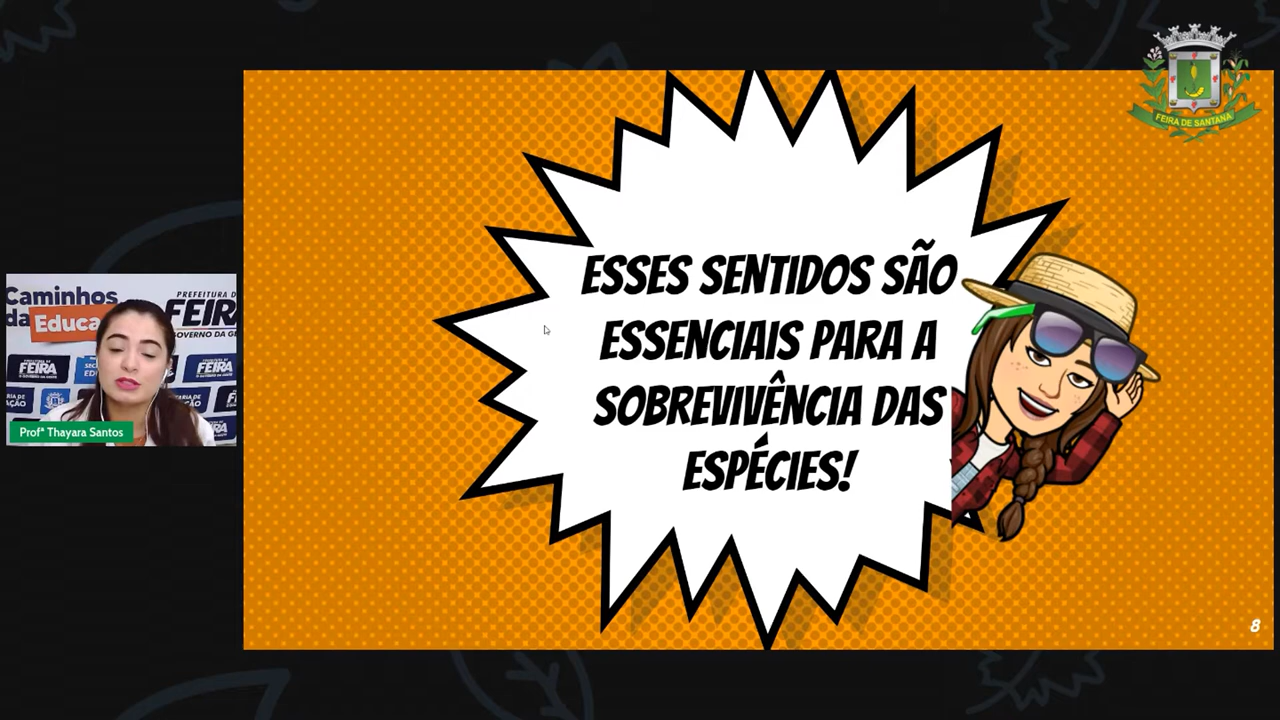 FEIRA DE SANTANA
ESSES SENTIDOS SÃO
ESSENCIAIS PARA A
SOBREVIVÊNCIA DAS
ESPÉCIES!
8
Caminhos
da Educa
PREFEITURA D
FEIRA
FEIRA
FEIRA
Profª Thayara Santos